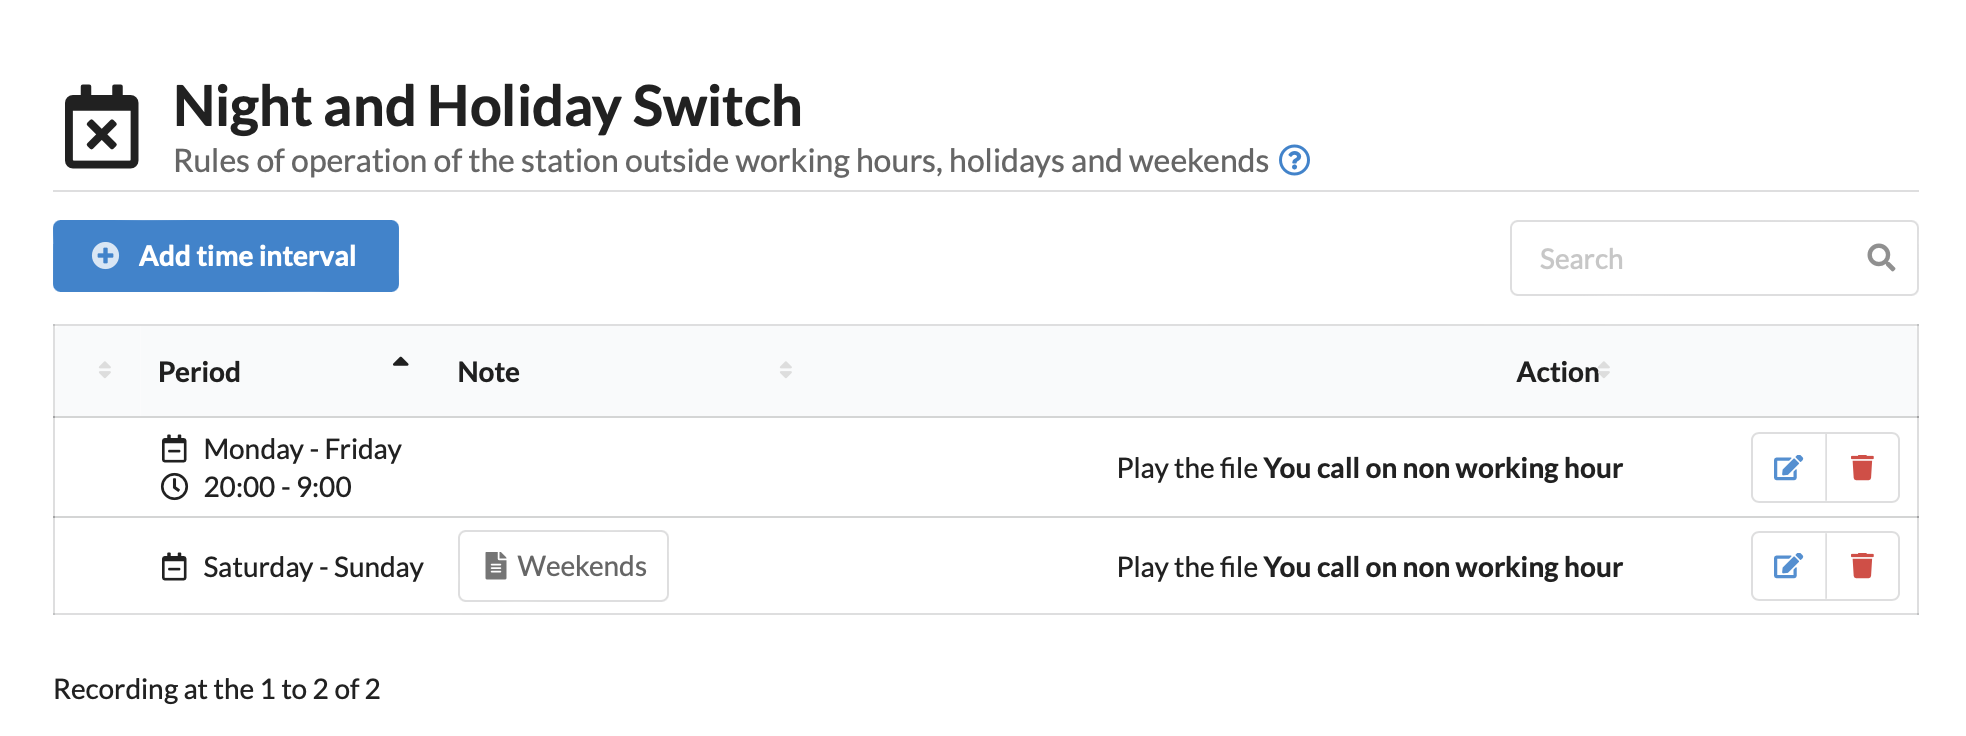 Night and Holiday Switch
Rules of operation of the station outside working hours, holidays and weekends
Add time interval
Search
Period Note Action
Monday - Friday
20:00 - 9:00
Play the file You call on non working hour
Saturday - Sunday Weekends Play the file You call on non working hour
Recording at the 1 to 2 of 2